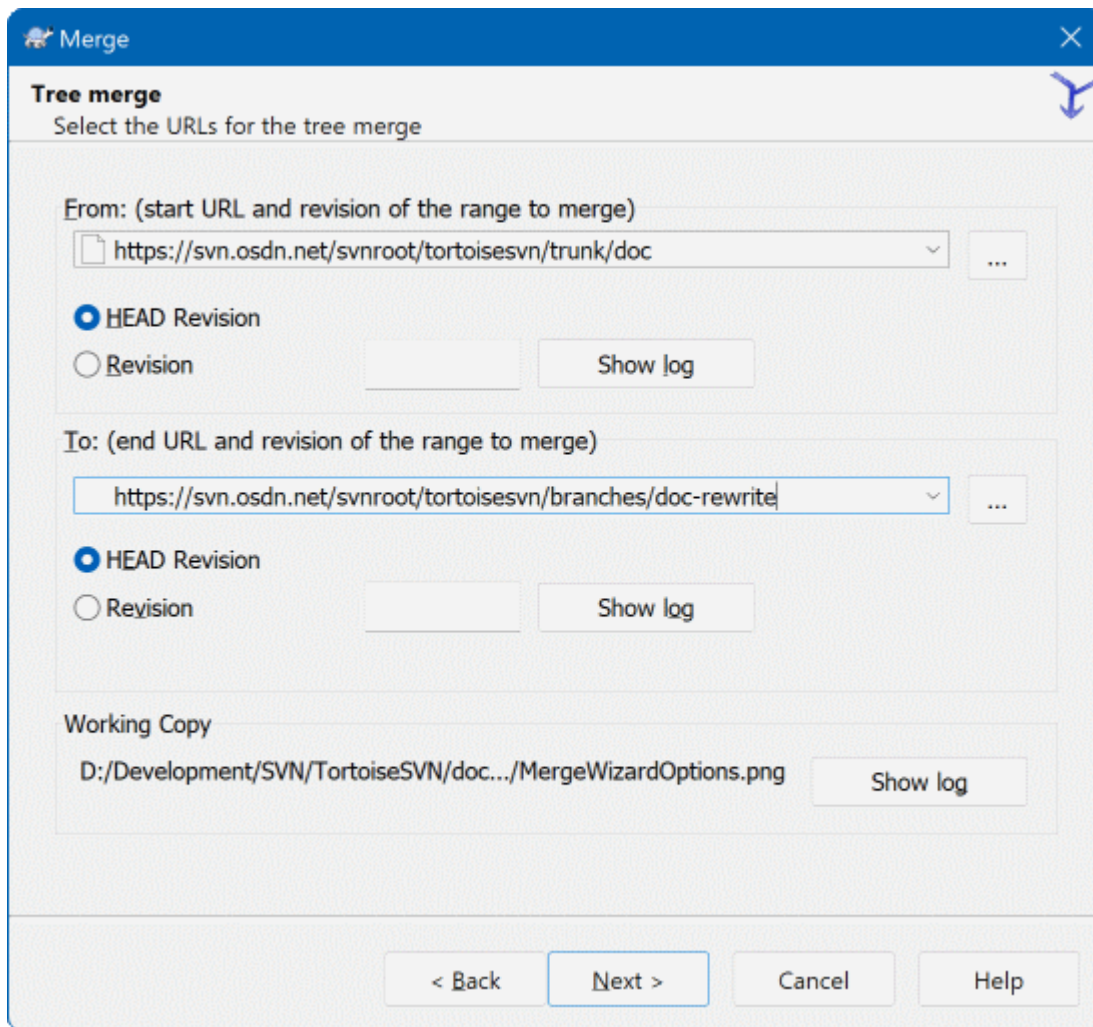 Merge
Tree merge
Select the URLs for the tree merge
From: (start URL and revision of the range to merge)
https://svn.osdn.net/svnroot/tortoisesvn/trunk/doc
...
HEAD Revision
Revision
Show log
To: (end URL and revision of the range to merge)
https://svn.osdn.net/svnroot/tortoisesvn/branches/doc-rewrite
...
HEAD Revision
Revision
Show log
Working Copy
D:/Development/SVN/TortoiseSVN/doc.../MergeWizardOptions.png
Show log
< Back Next > Cancel Help